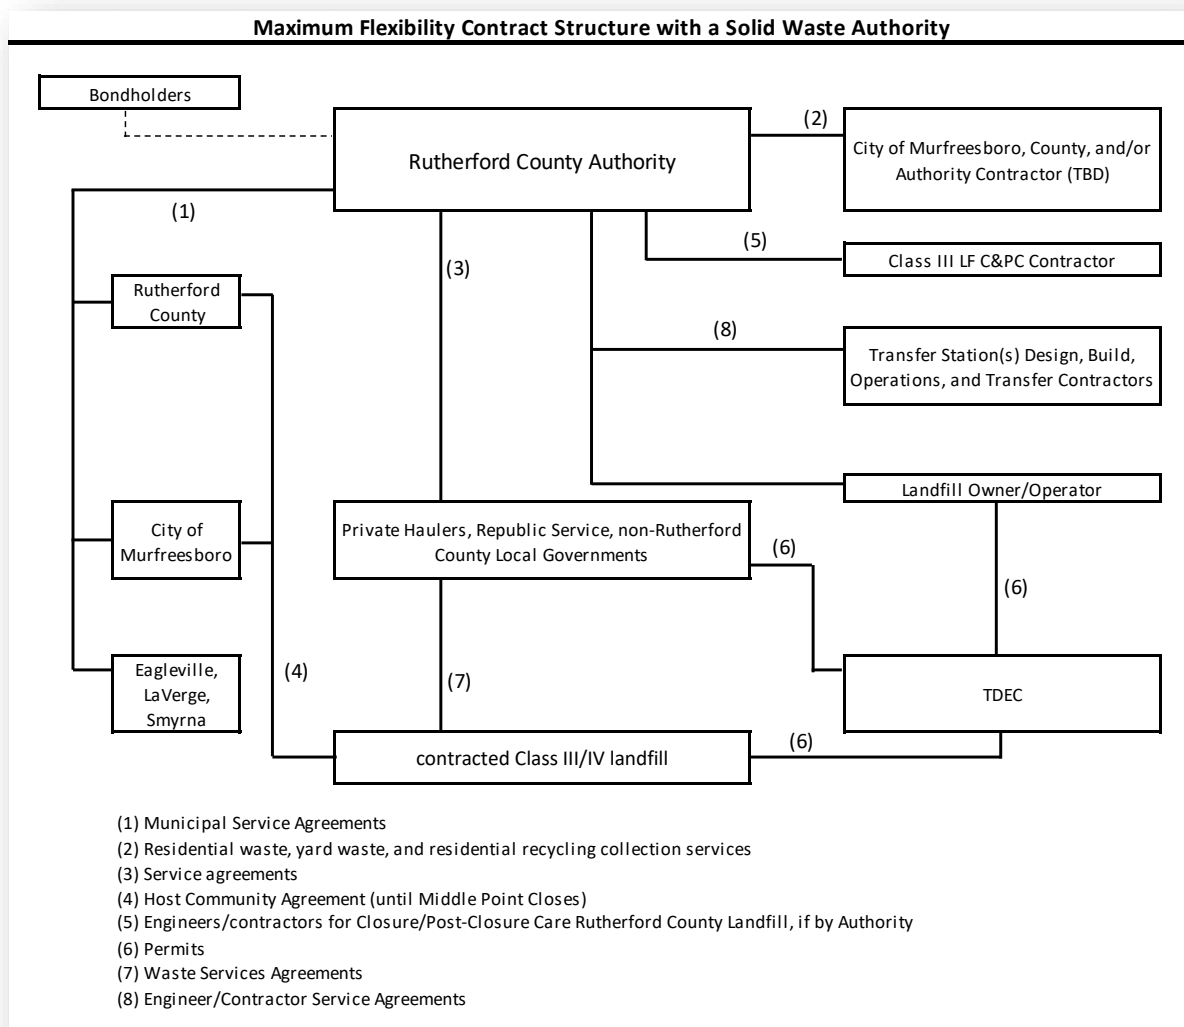 Maximum Flexibility Contract Structure with a Solid Waste Authority
Bondholders
Rutherford County Authority
(2)
City of Murfreesboro, County, and/or
Authority Contractor (TBD)
(1)
(5)
Class III LF C&PC Contractor
(3)
Rutherford
County
(8)
Transfer Station(s) Design, Build,
Operations, and Transfer Contractors
Landfill Owner/Operator
City of
Murfreesboro
Private Haulers, Republic Service, non-Rutherford
County Local Governments
(6)
(6)
Eagleville,
LaVerge,
Smyrna
(4)
(7)
TDEC
contracted Class III/IV landfill
(6)
(1) Municipal Service Agreements
(2) Residential waste, yard waste, and residential recycling collection services
(3) Service agreements
(4) Host Community Agreement (until Middle Point Closes)
(5) Engineers/contractors for Closure/Post-Closure Care Rutherford County Landfill, if by Authority
(6) Permits
(7) Waste Services Agreements
(8) Engineer/Contractor Service Agreements